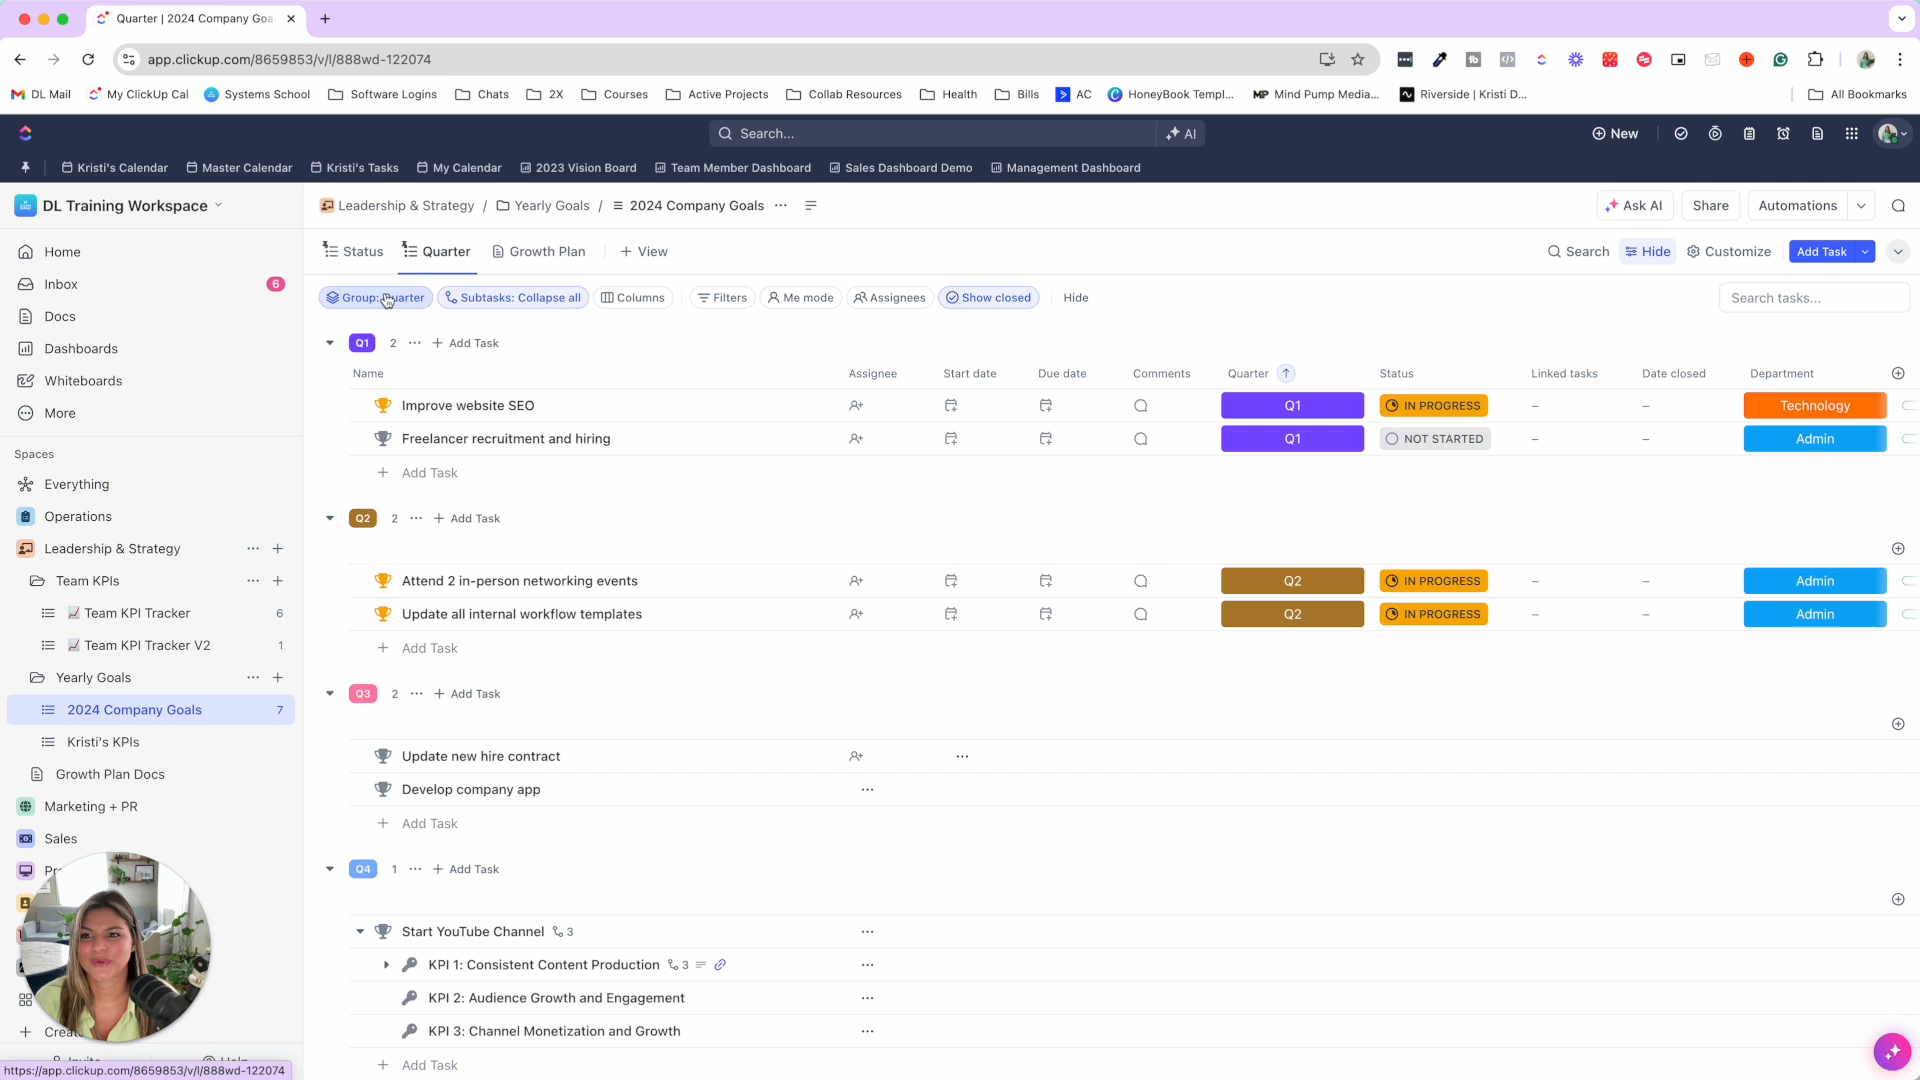 Quarter | 2024 Company Goa
app.clickup.com/8659853/v/l/888wd-122074
DL Mail My ClickUp Cal Systems School Software Logins Chats 2X Courses Active Projects Collab Resources Health Bills AC HoneyBook Templ... MP Mind Pump Media... Riverside | Kristi D... All Bookmarks
Search... AI New
Kristi's Calendar Master Calendar Kristi's Tasks My Calendar 2023 Vision Board Team Member Dashboard Sales Dashboard Demo Management Dashboard
DL Training Workspace
Home
Inbox 6
Docs
Dashboards
Whiteboards
More
Spaces
Everything
Operations
Leadership & Strategy
Team KPIs
Team KPI Tracker 6
Team KPI Tracker V2 1
Yearly Goals
2024 Company Goals 7
Kristi's KPIs
Growth Plan Docs
Marketing + PR
Sales
https://app.clickup.com/8659853/v/l/888wd-122074
Leadership & Strategy / Yearly Goals / 2024 Company Goals ... Ask AI Share Automations
Status Quarter Growth Plan + View Search Hide Customize Add Task
Group: Quarter Subtasks: Collapse all Columns Filters Me mode Assignees Show closed Hide Search tasks...
Q1 2 ... + Add Task
Name Assignee Start date Due date Comments Quarter Status Linked tasks Date closed Department
Improve website SEO Q1 IN PROGRESS – – Technology
Freelancer recruitment and hiring Q1 NOT STARTED – – Admin
+ Add Task
Q2 2 ... + Add Task
Attend 2 in-person networking events Q2 IN PROGRESS – – Admin
Update all internal workflow templates Q2 IN PROGRESS – – Admin
+ Add Task
Q3 2 ... + Add Task
Update new hire contract ...
Develop company app ...
+ Add Task
Q4 1 ... + Add Task
Start YouTube Channel 3 ...
KPI 1: Consistent Content Production 3 ...
KPI 2: Audience Growth and Engagement ...
KPI 3: Channel Monetization and Growth ...
+ Add Task